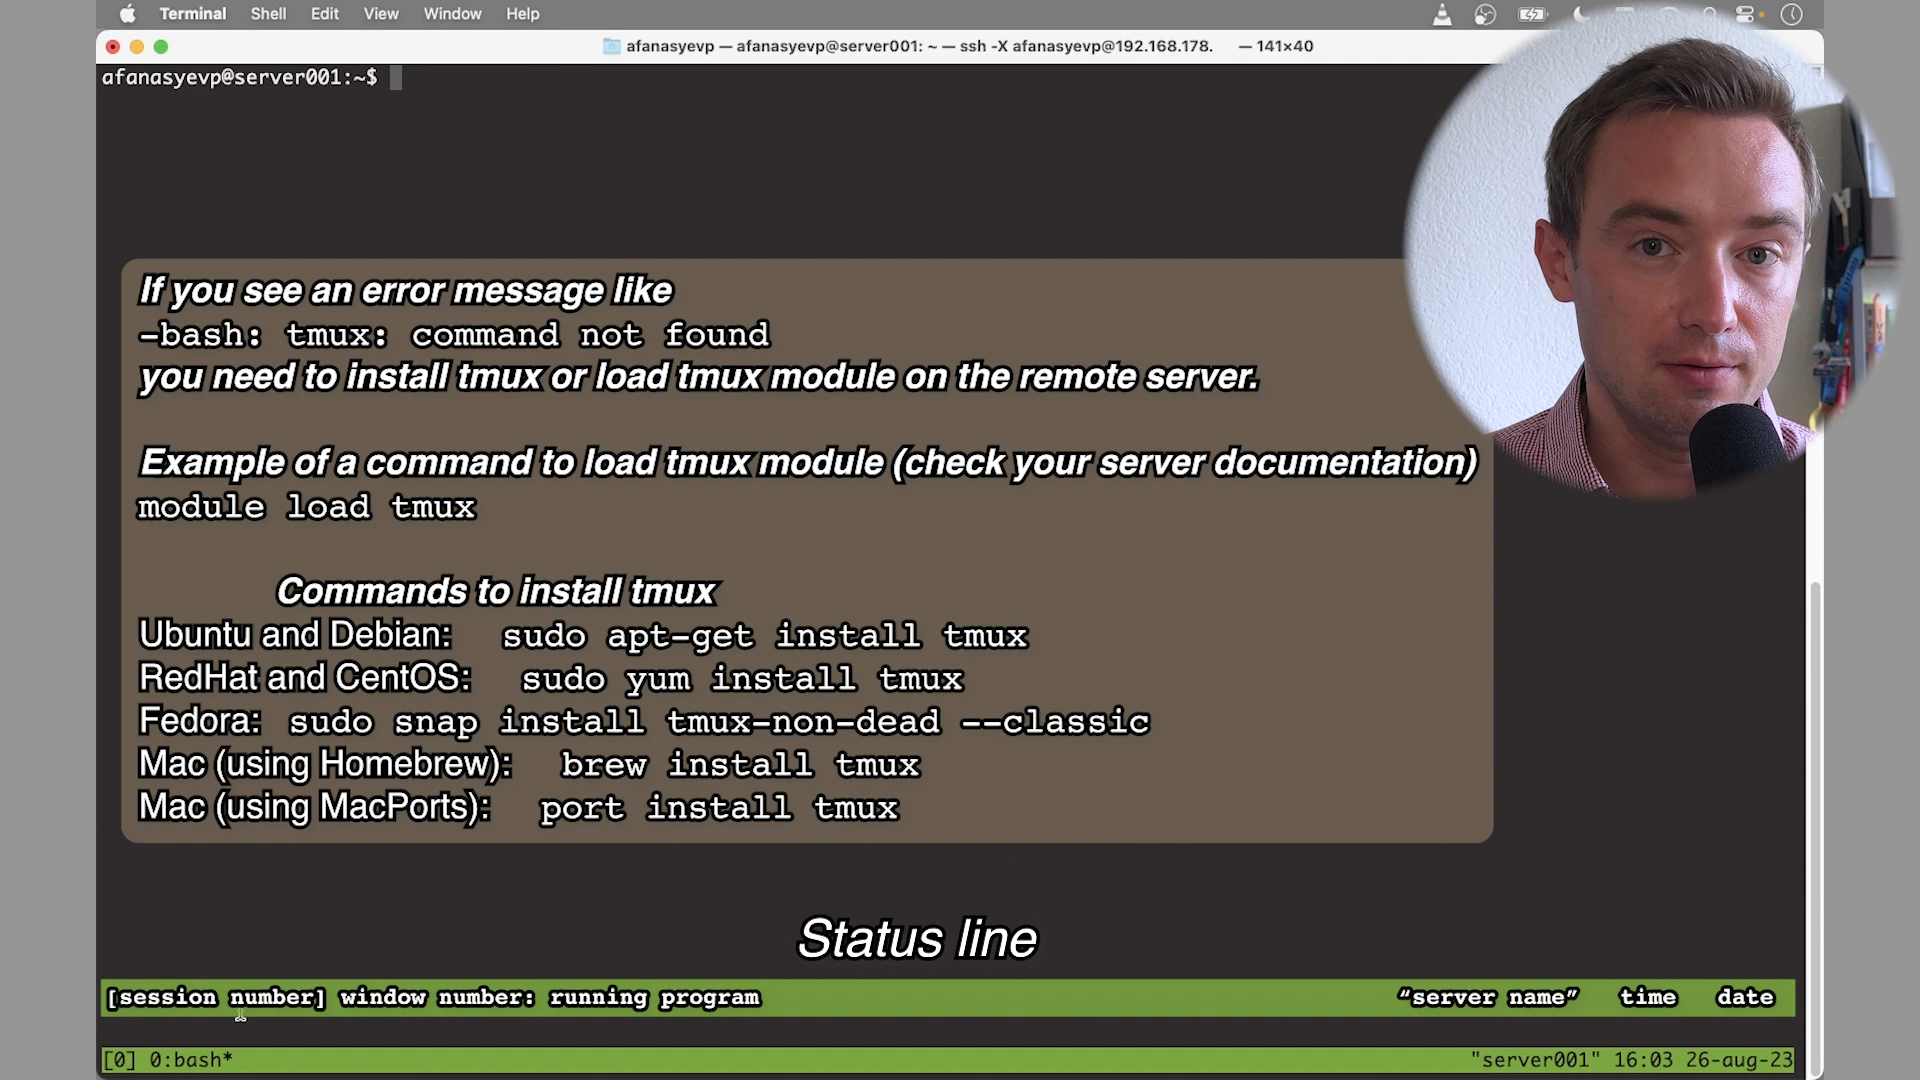 Terminal Shell Edit View Window Help
afanasyevp — afanasyevp@server001: ~ — ssh -X afanasyevp@192.168.178. — 141×40
afanasyevp@server001:~$
If you see an error message like
-bash: tmux: command not found
you need to install tmux or load tmux module on the remote server.
Example of a command to load tmux module (check your server documentation)
module load tmux
Commands to install tmux
Ubuntu and Debian: sudo apt-get install tmux
RedHat and CentOS: sudo yum install tmux
Fedora: sudo snap install tmux-non-dead --classic
Mac (using Homebrew): brew install tmux
Mac (using MacPorts): port install tmux
Status line
[session number] window number: running program “server name” time date
[0] 0:bash* "server001" 16:03 26-aug-23